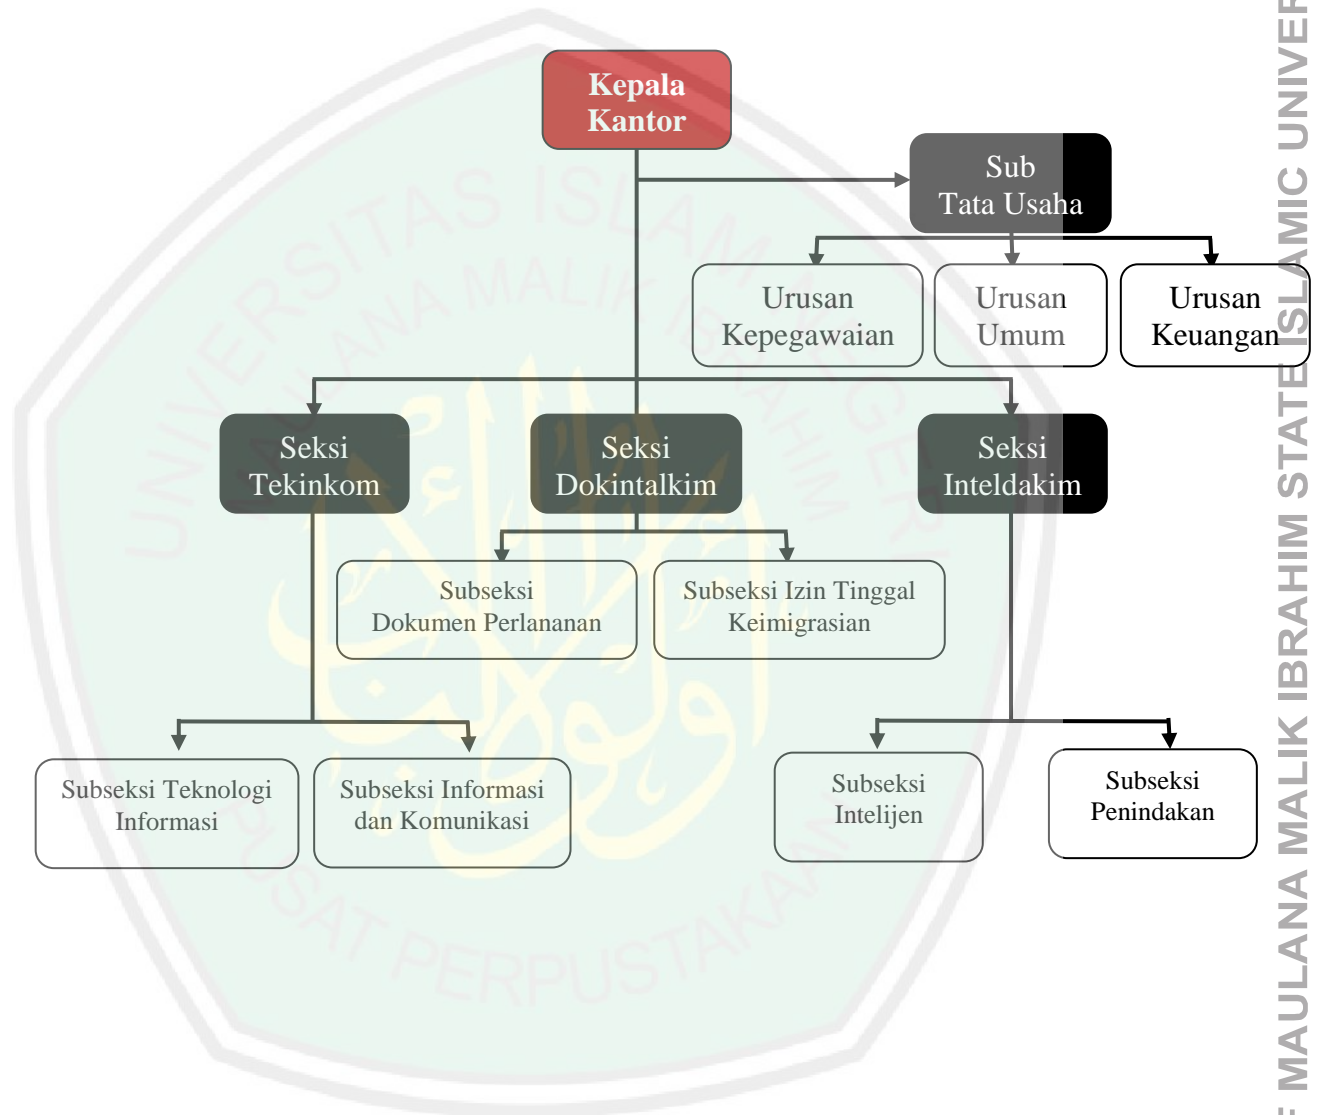 Kepala
Kantor
Sub
Tata Usaha
Urusan
Kepegawaian
Urusan
Umum
Urusan
Keuangan
Seksi
Tekinkom
Seksi
Dokintalkim
Seksi
Inteldakim
Subseksi
Dokumen Perlananan
Subseksi Izin Tinggal
Keimigrasian
Subseksi Teknologi
Informasi
Subseksi Informasi
dan Komunikasi
Subseksi
Intelijen
Subseksi
Penindakan
UNIVERSITAS ISLAM NEGERI
MAULANA MALIK IBRAHIM
PUSAT PERPUSTAKAAN
MAULANA MALIK IBRAHIM STATE ISLAMIC